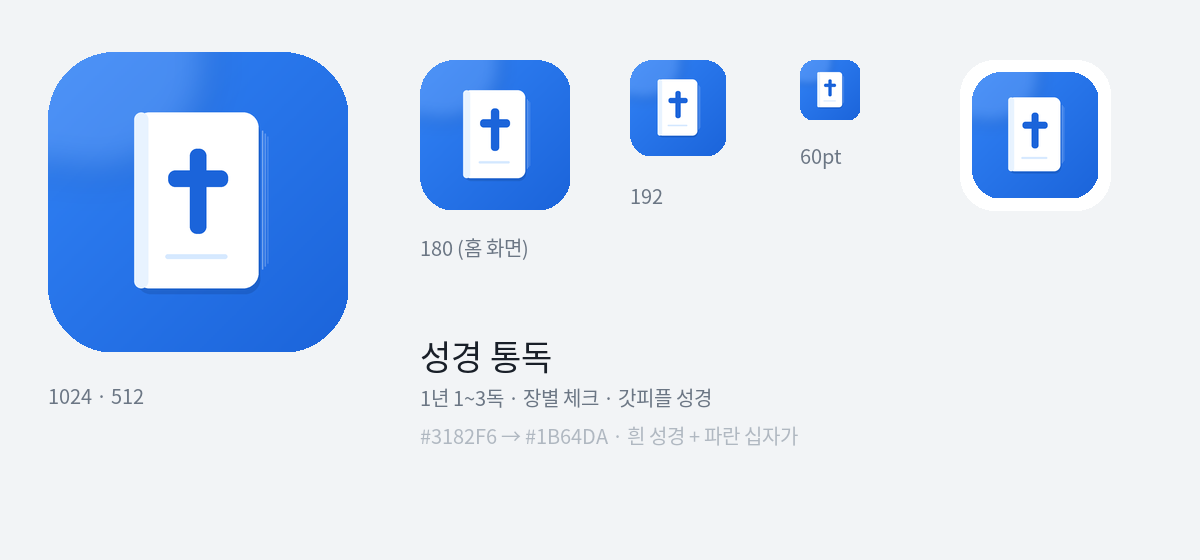 1024 · 512
180 (홈 화면)
192
60pt
성경 통독
1년 1~3독 · 장별 체크 · 갓피플 성경
#3182F6 → #1B64DA · 흰 성경 + 파란 십자가